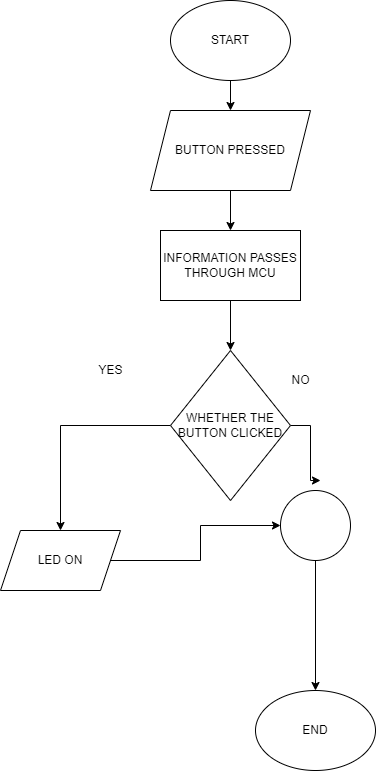 START
BUTTON PRESSED
INFORMATION PASSES
THROUGH MCU
YES
NO
WHETHER THE
BUTTON CLICKED
LED ON
END